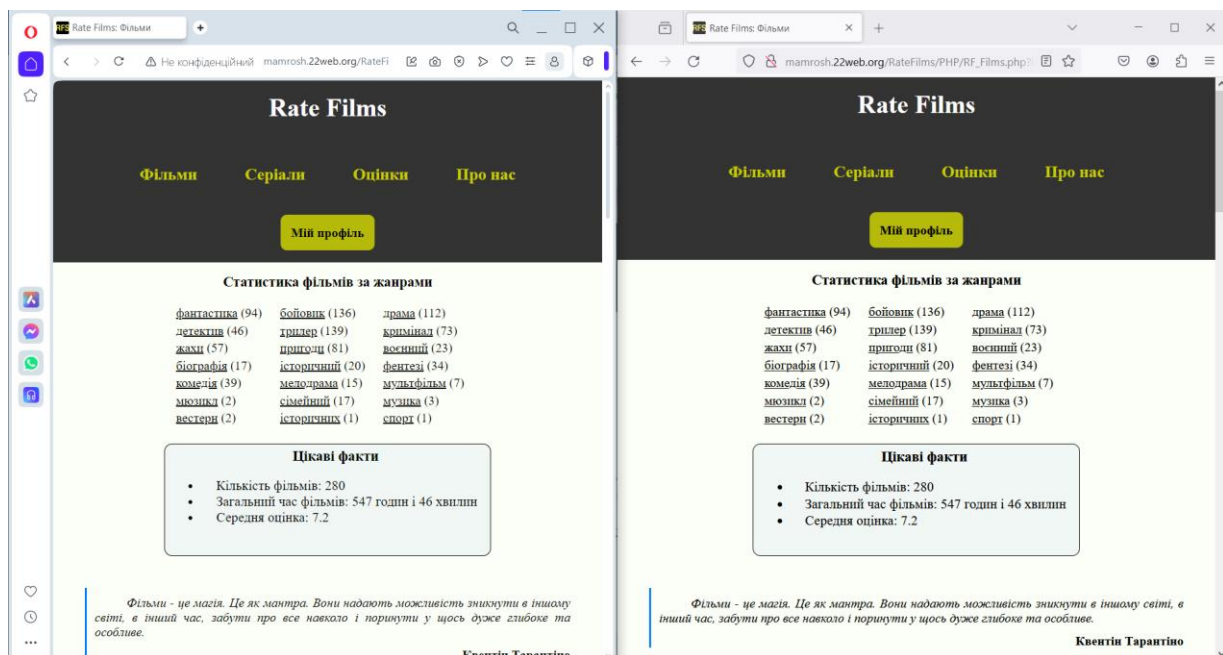 Rate Films: Фільми
Не конфіденційний mamrosh.22web.org/RateFi
Rate Films
Фільми Серіали Оцінки Про нас
Мій профіль
Статистика фільмів за жанрами
фантастика (94) бойовик (136) драма (112)
детектив (46) трилер (139) кримінал (73)
жахи (57) пригоди (81) воєнний (23)
біографія (17) історичний (20) фентезі (34)
комедія (39) мелодрама (15) мультфільм (7)
мюзикл (2) сімейний (17) музика (3)
вестерн (2) історичних (1) спорт (1)
Цікаві факти
• Кількість фільмів: 280
• Загальний час фільмів: 547 годин і 46 хвилин
• Середня оцінка: 7.2
Фільми - це магія. Це як мантра. Вони надають можливість зникнути в іншому
світі, в інший час, забути про все навколо і поринути у щось дуже глибоке та
особливе.
Квентін Тарантіно
Rate Films: Фільми
mamrosh.22web.org/RateFilms/PHP/RF_Films.php?
Rate Films
Фільми Серіали Оцінки Про нас
Мій профіль
Статистика фільмів за жанрами
фантастика (94) бойовик (136) драма (112)
детектив (46) трилер (139) кримінал (73)
жахи (57) пригоди (81) воєнний (23)
біографія (17) історичний (20) фентезі (34)
комедія (39) мелодрама (15) мультфільм (7)
мюзикл (2) сімейний (17) музика (3)
вестерн (2) історичних (1) спорт (1)
Цікаві факти
• Кількість фільмів: 280
• Загальний час фільмів: 547 годин і 46 хвилин
• Середня оцінка: 7.2
Фільми - це магія. Це як мантра. Вони надають можливість зникнути в іншому світі, в
інший час, забути про все навколо і поринути у щось дуже глибоке та особливе.
Квентін Тарантіно